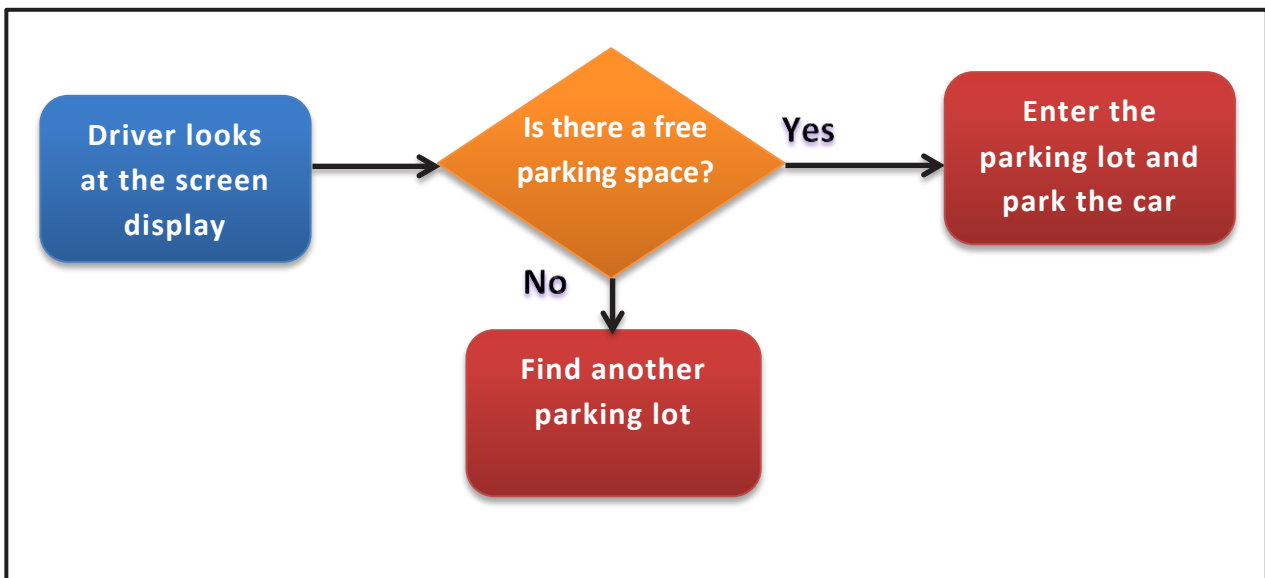 Driver looks
at the screen
display
Is there a free
parking space?
Yes
Enter the
parking lot and
park the car
No
Find another
parking lot